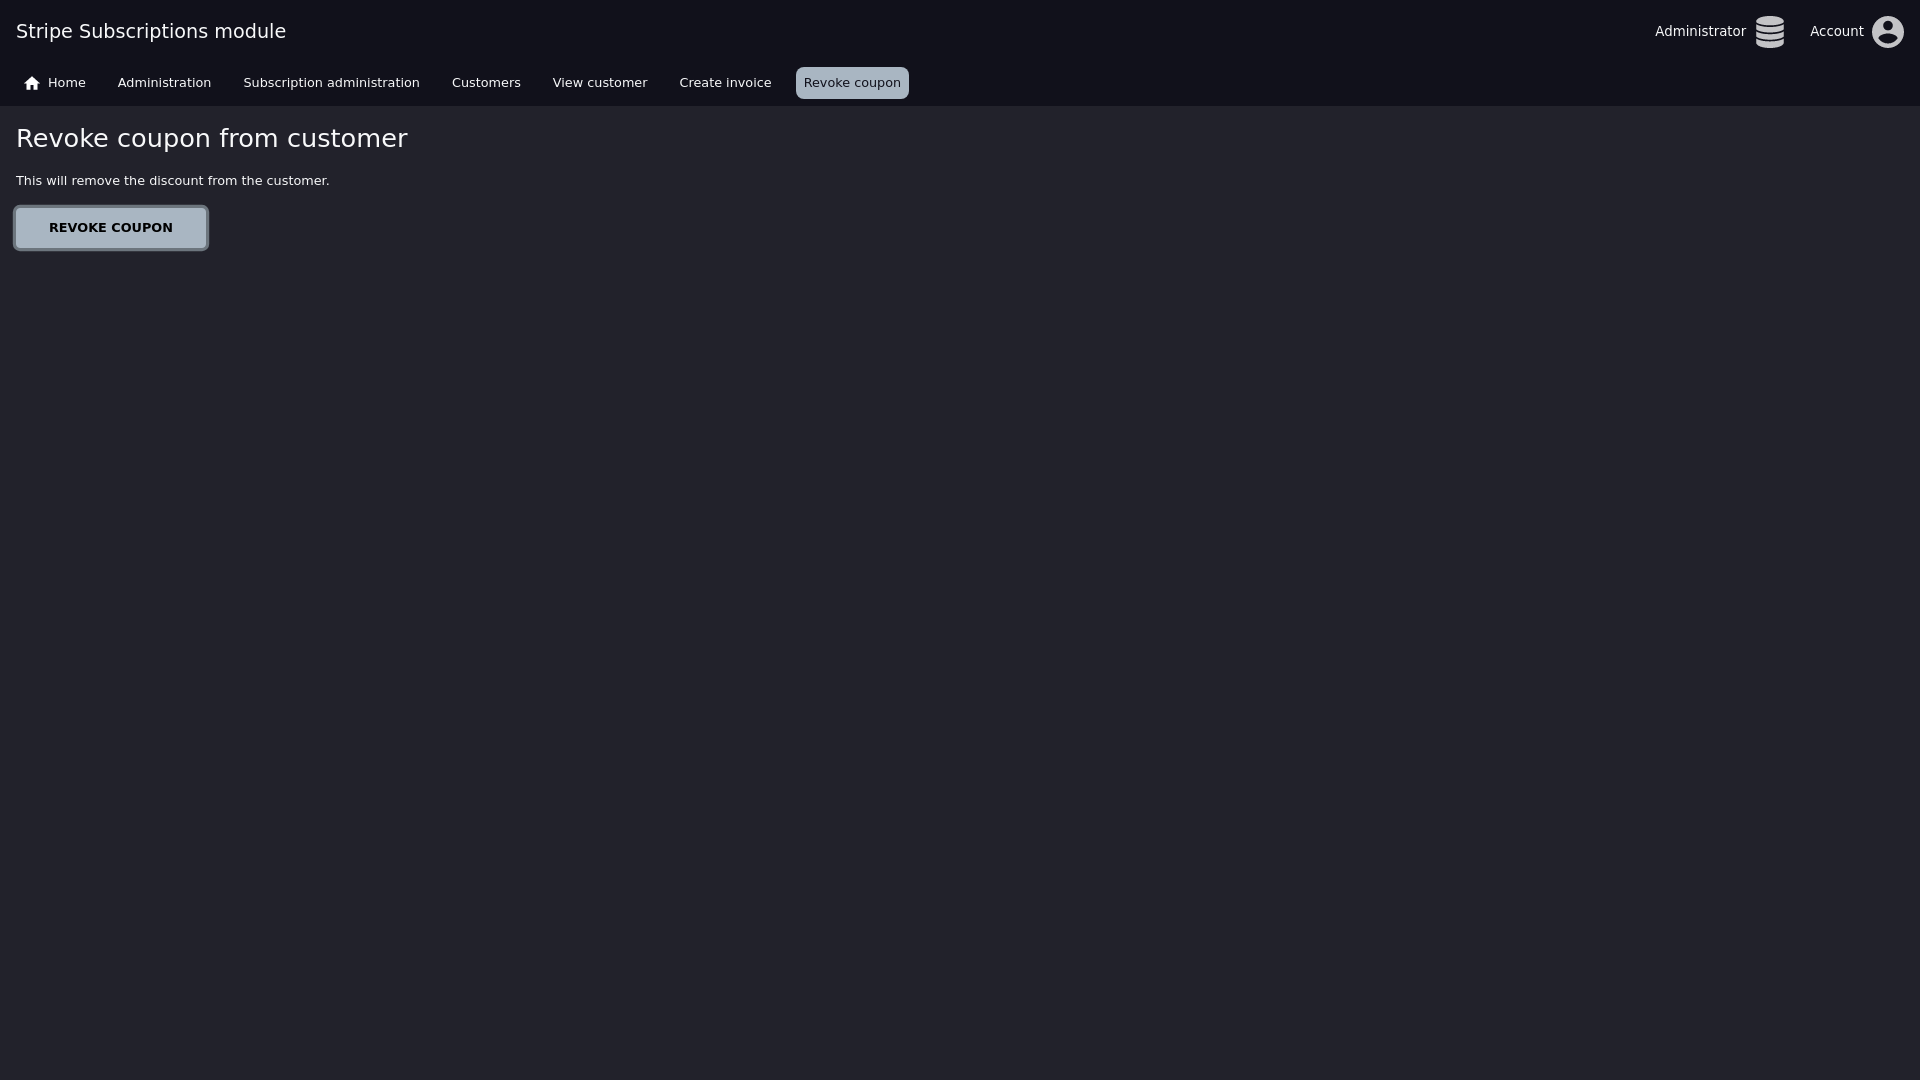 Stripe Subscriptions module
Administrator
Account
Home
Administration
Subscription administration
Customers
View customer
Create invoice
Revoke coupon
Revoke coupon from customer
This will remove the discount from the customer.
REVOKE COUPON